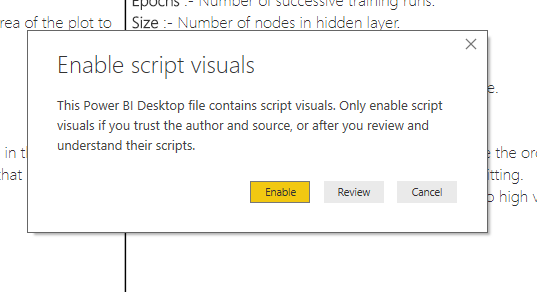 Epochs :- Number of successive training runs.
rea of the plot to
Size :- Number of nodes in hidden layer.
Enable script visuals
This Power BI Desktop file contains script visuals. Only enable script
visuals if you trust the author and source, or after you review and
understand their scripts.
e.
in t
the or
that
itting.
high v
Enable
Review
Cancel